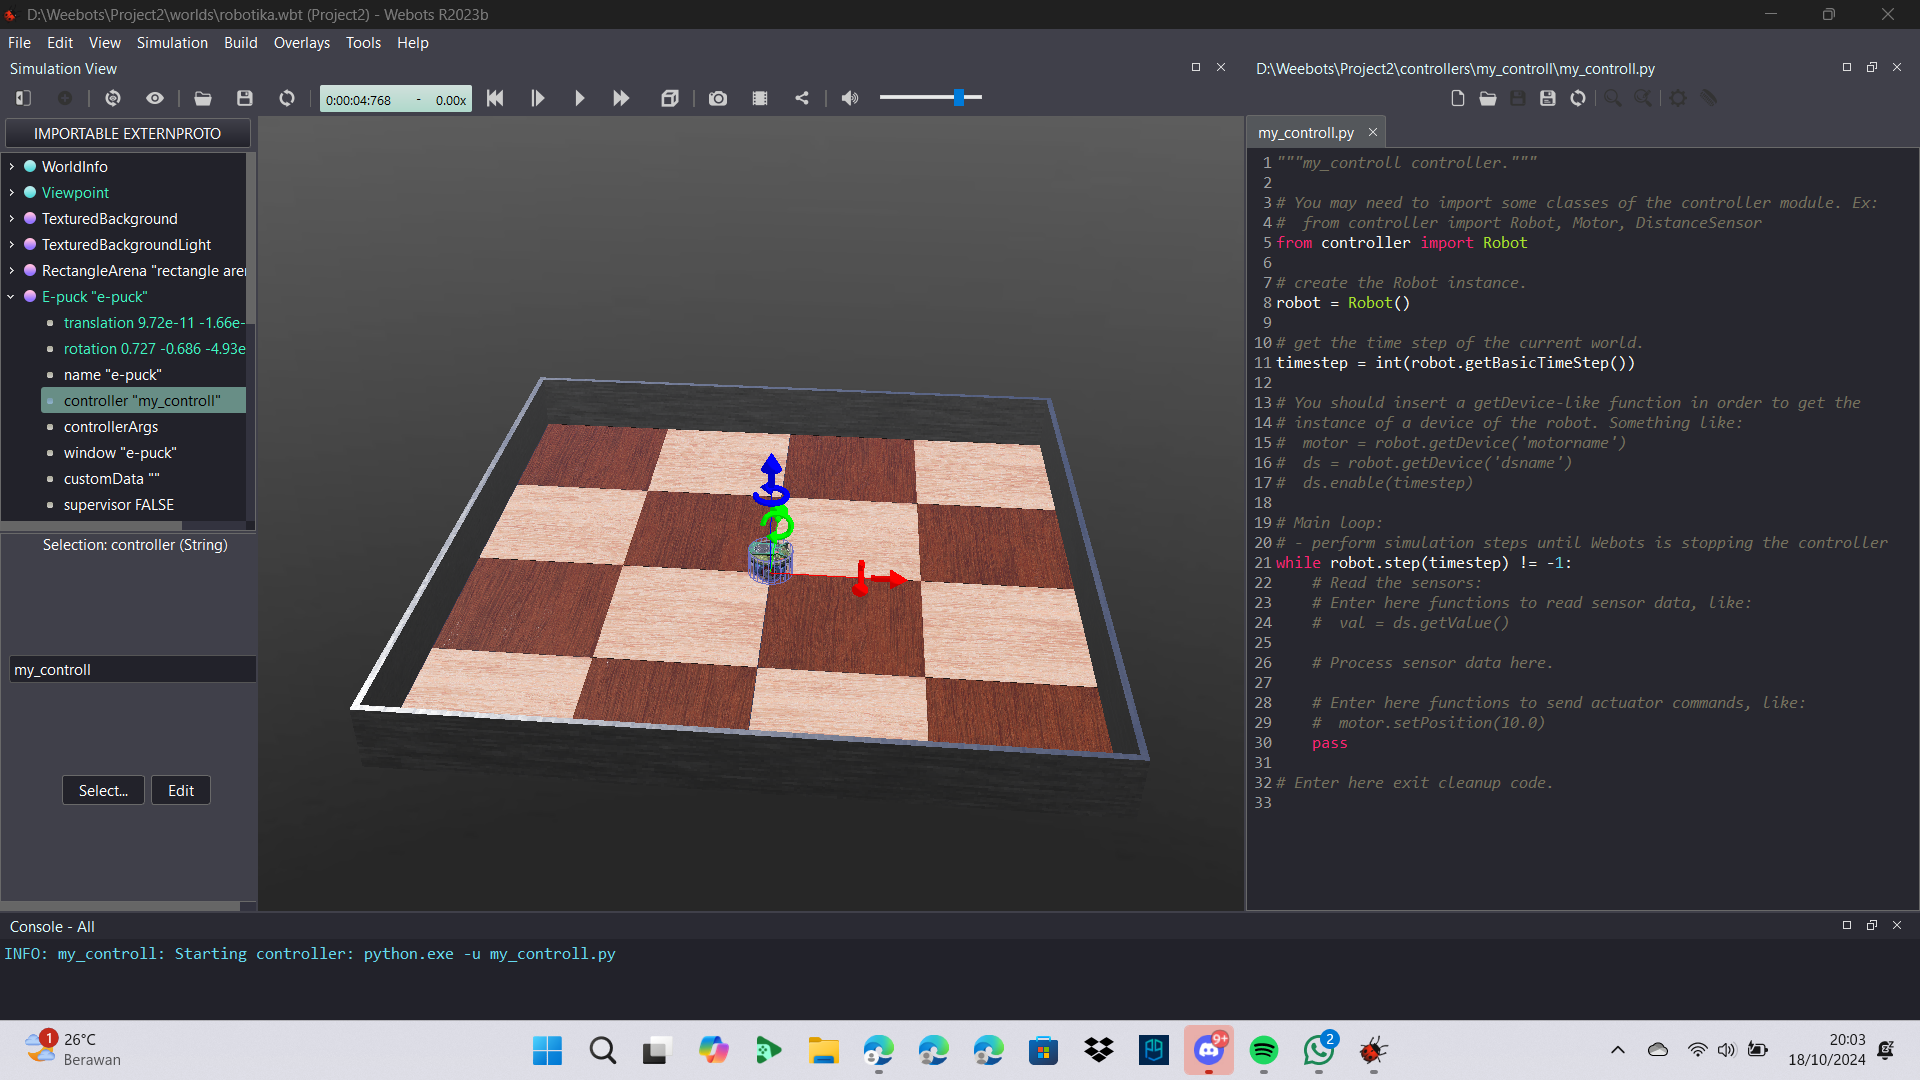 D:\Weebots\Project2\worlds\robotika.wbt (Project2) - Webots R2023b
File Edit View Simulation Build Overlays Tools Help
Simulation View
0:00:04:768 - 0.00x
IMPORTABLE EXTERNPROTO
WorldInfo
Viewpoint
TexturedBackground
TexturedBackgroundLight
RectangleArena "rectangle arei
E-puck "e-puck"
translation 9.72e-11 -1.66e-
rotation 0.727 -0.686 -4.93e
name "e-puck"
controller "my_controll"
controllerArgs
window "e-puck"
customData ""
supervisor FALSE
Selection: controller (String)
my_controll
Select... Edit
D:\Weebots\Project2\controllers\my_controll\my_controll.py
my_controll.py
1 """my_controll controller."""
2
3 # You may need to import some classes of the controller module. Ex:
4 #  from controller import Robot, Motor, DistanceSensor
5 from controller import Robot
6
7 # create the Robot instance.
8 robot = Robot()
9
10 # get the time step of the current world.
11 timestep = int(robot.getBasicTimeStep())
12
13 # You should insert a getDevice-like function in order to get the
14 # instance of a device of the robot. Something like:
15 #  motor = robot.getDevice('motorname')
16 #  ds = robot.getDevice('dsname')
17 #  ds.enable(timestep)
18
19 # Main loop:
20 # - perform simulation steps until Webots is stopping the controller
21 while robot.step(timestep) != -1:
22     # Read the sensors:
23     # Enter here functions to read sensor data, like:
24     #  val = ds.getValue()
25
26     # Process sensor data here.
27
28     # Enter here functions to send actuator commands, like:
29     #  motor.setPosition(10.0)
30     pass
31
32 # Enter here exit cleanup code.
33
Console - All
INFO: my_controll: Starting controller: python.exe -u my_controll.py
1
26°C
Berawan
9+
2
20:03
18/10/2024